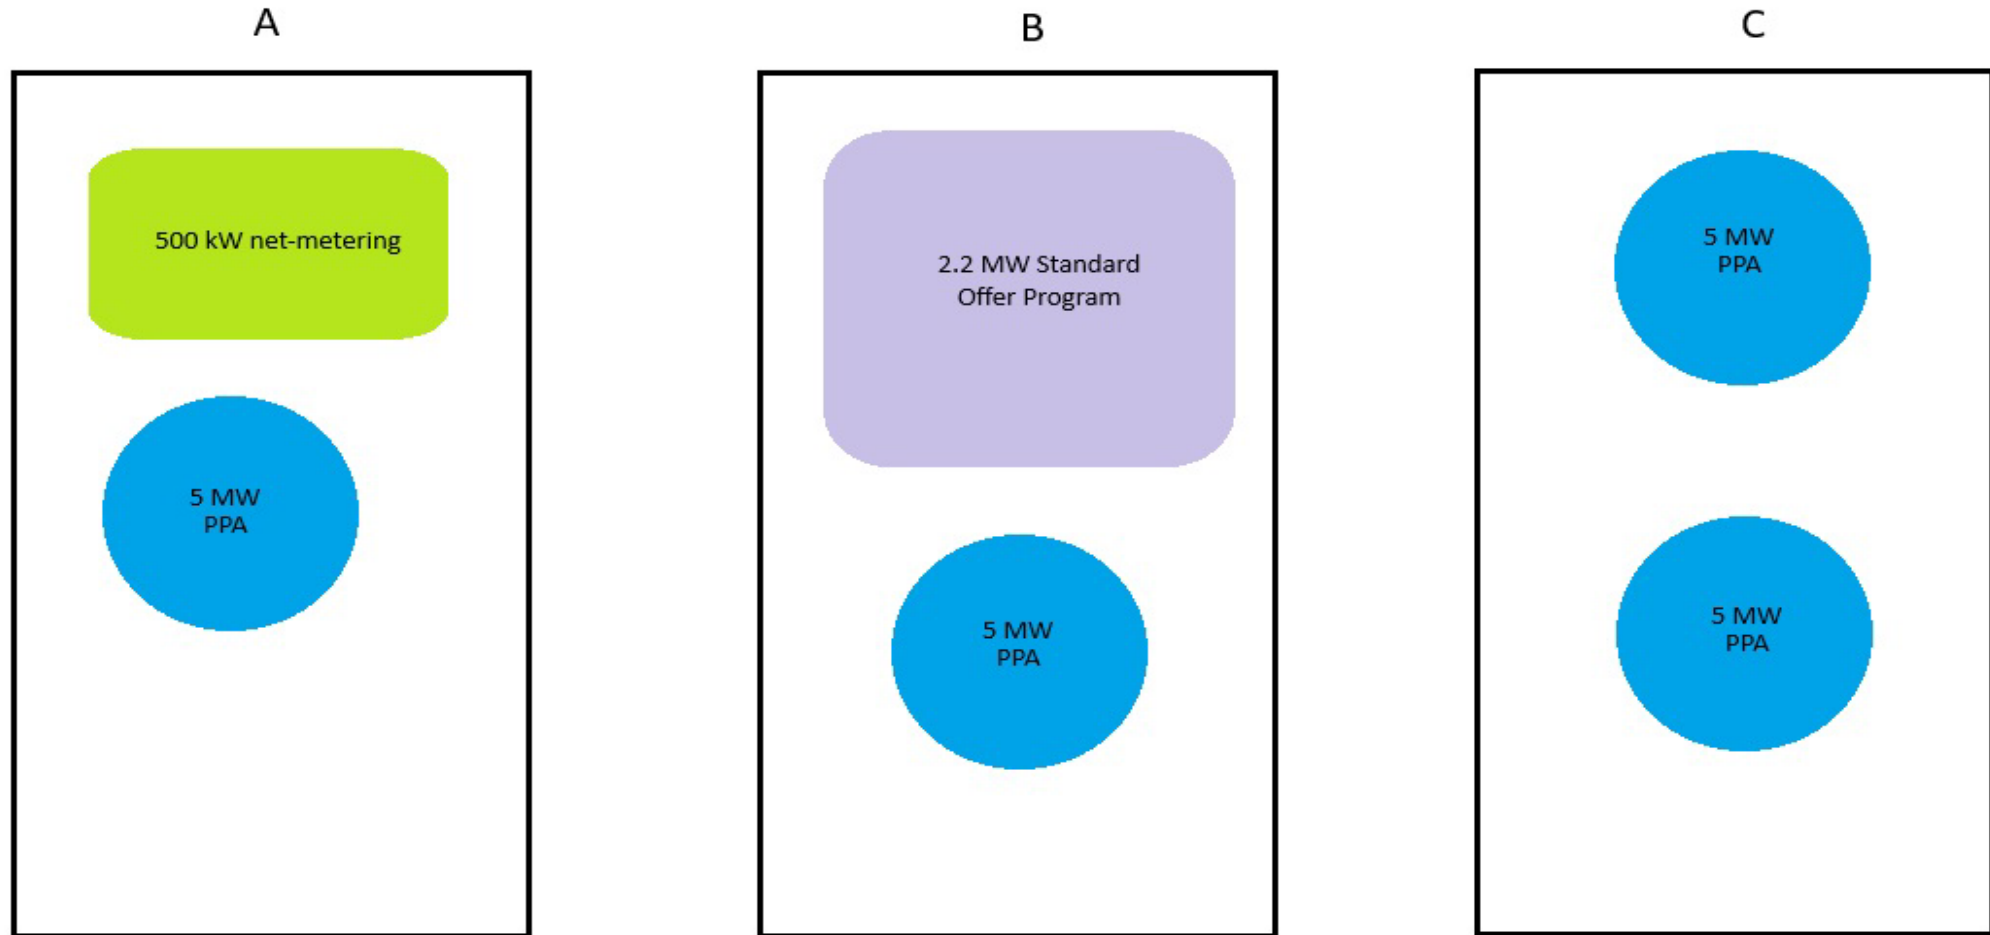 A
B
C
500 kW net-metering
5 MW
PPA
2.2 MW Standard
Offer Program
5 MW
PPA
5 MW
PPA
5 MW
PPA